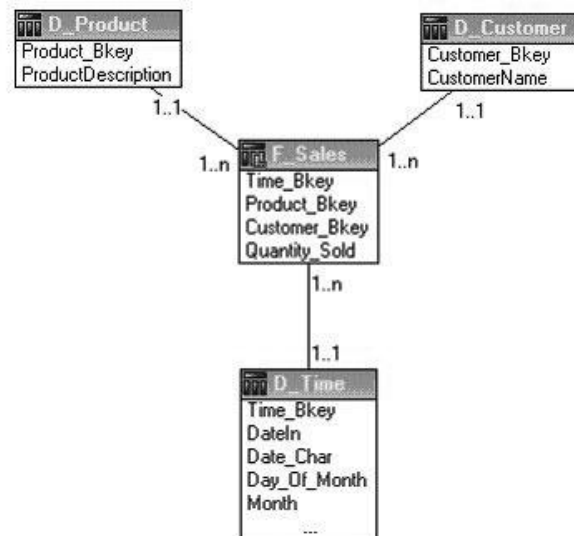 D_Product
Product_Bkey
ProductDescription
D_Customer
Customer_Bkey
CustomerName
1..1
1..1
1..n
1..n
F_Sales
Time_Bkey
Product_Bkey
Customer_Bkey
Quantity_Sold
1..n
1..1
D_Time
Time_Bkey
DateIn
Date_Char
Day_Of_Month
Month
...